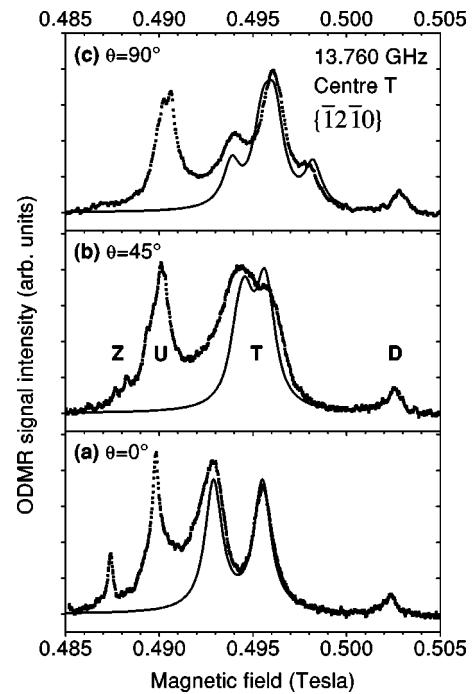 0.485 0.490 0.495 0.500 0.505
(c) θ=90°
13.760 GHz
Centre T
{1̅21̅0}
(b) θ=45°
Z U T D
(a) θ=0°
0.485 0.490 0.495 0.500 0.505
Magnetic field (Tesla)
ODMR signal intensity (arb. units)